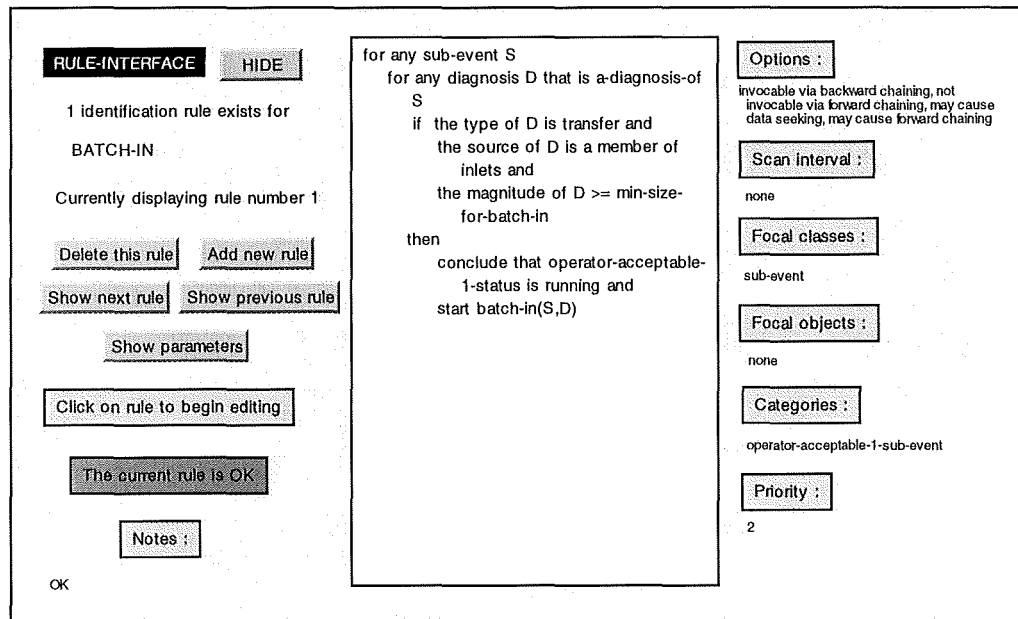 RULE-INTERFACE
HIDE
1 identification rule exists for
BATCH-IN
Currently displaying rule number 1
Delete this rule
Add new rule
Show next rule
Show previous rule
Show parameters
Click on rule to begin editing
The current rule is OK
Notes :
OK
for any sub-event S
for any diagnosis D that is a-diagnosis-of
S
if the type of D is transfer and
the source of D is a member of
inlets and
the magnitude of D >= min-size-
for-batch-in
then
conclude that operator-acceptable-
1-status is running and
start batch-in(S,D)
Options :
invocable via backward chaining, not
invocable via forward chaining, may cause
data seeking, may cause forward chaining
Scan interval :
none
Focal classes :
sub-event
Focal objects :
none
Categories :
operator-acceptable-1-sub-event
Priority :
2